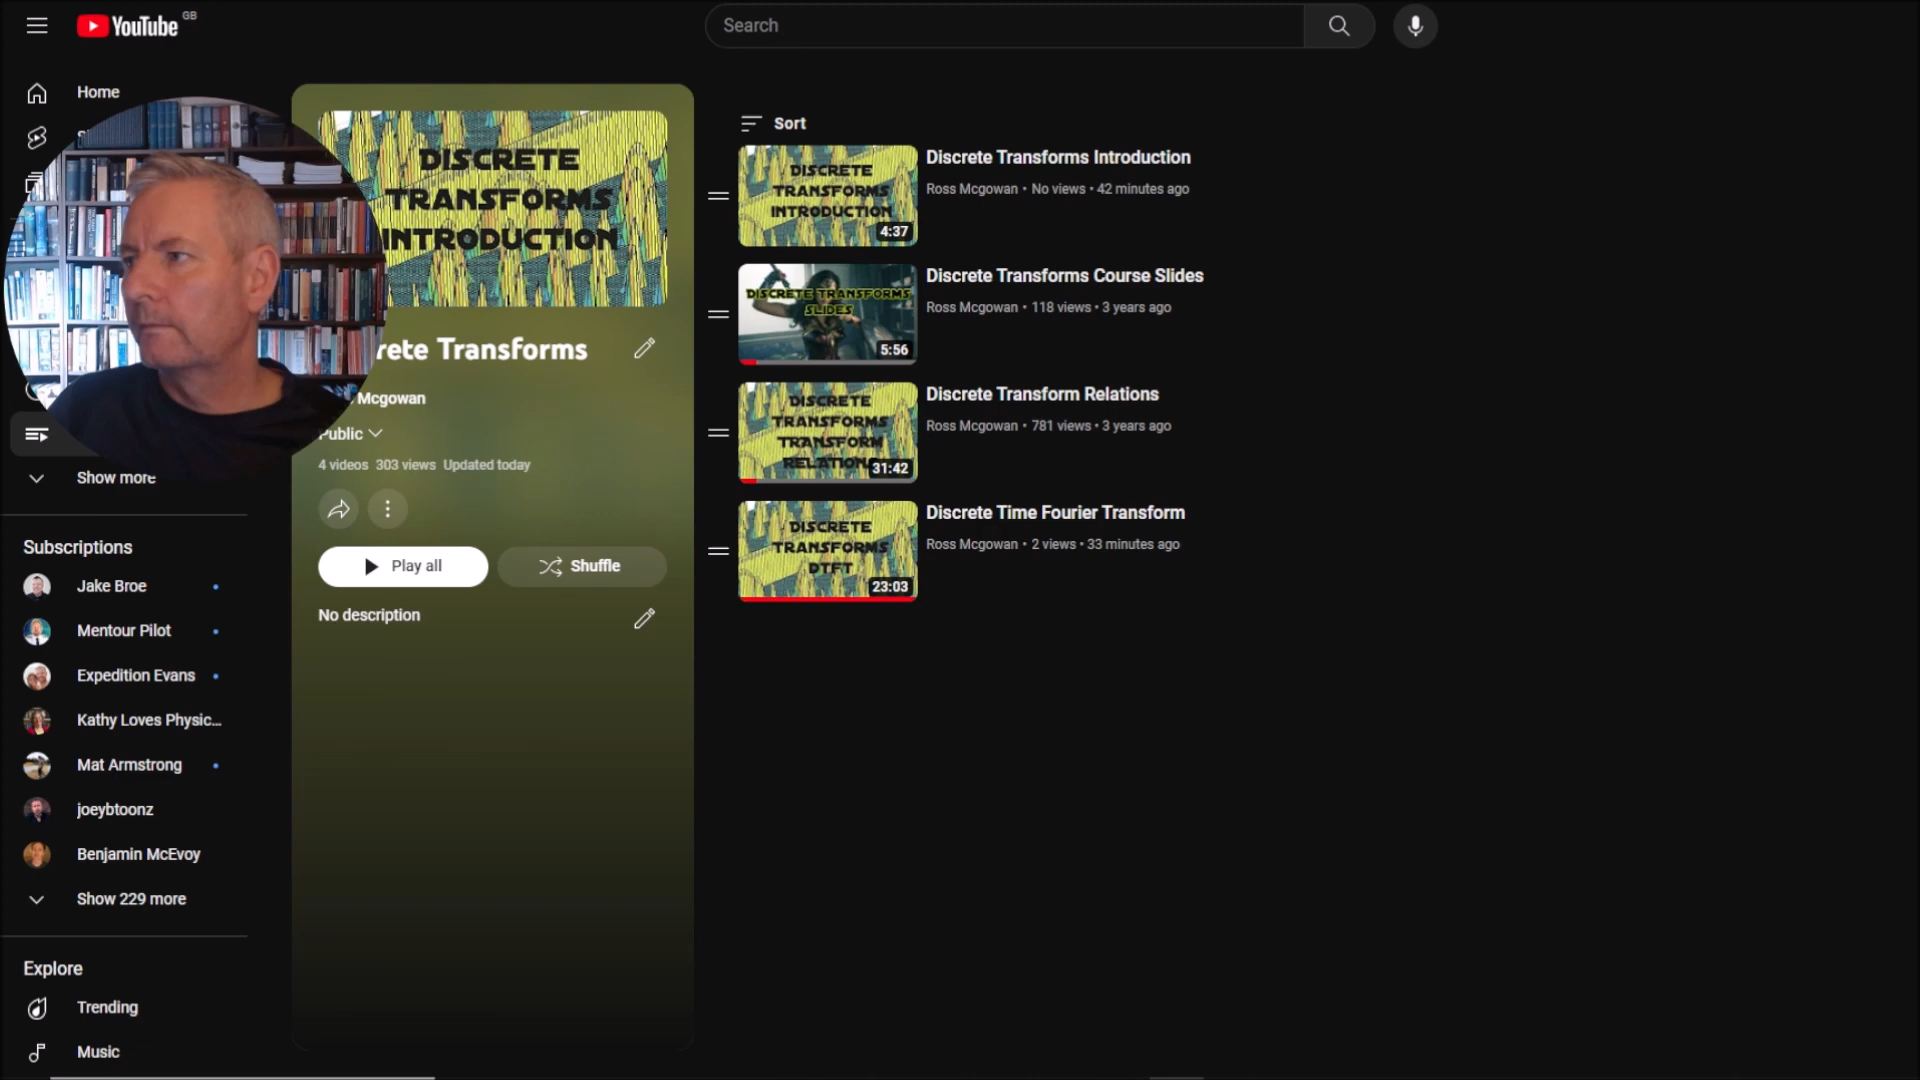 YouTube GB
Search
Home
DISCRETE
TRANSFORMS
INTRODUCTION
rete Transforms
Mcgowan
Public
4 videos 303 views Updated today
Play all
Shuffle
No description
Sort
DISCRETE
TRANSFORMS
INTRODUCTION
4:37
Discrete Transforms Introduction
Ross Mcgowan • No views • 42 minutes ago
DISCRETE TRANSFORMS
SLIDES
5:56
Discrete Transforms Course Slides
Ross Mcgowan • 118 views • 3 years ago
DISCRETE
TRANSFORMS
TRANSFORM
RELATION
31:42
Discrete Transform Relations
Ross Mcgowan • 781 views • 3 years ago
DISCRETE
TRANSFORMS
DTFT
23:03
Discrete Time Fourier Transform
Ross Mcgowan • 2 views • 33 minutes ago
Show more
Subscriptions
Jake Broe
Mentour Pilot
Expedition Evans
Kathy Loves Physic...
Mat Armstrong
joeybtoonz
Benjamin McEvoy
Show 229 more
Explore
Trending
Music